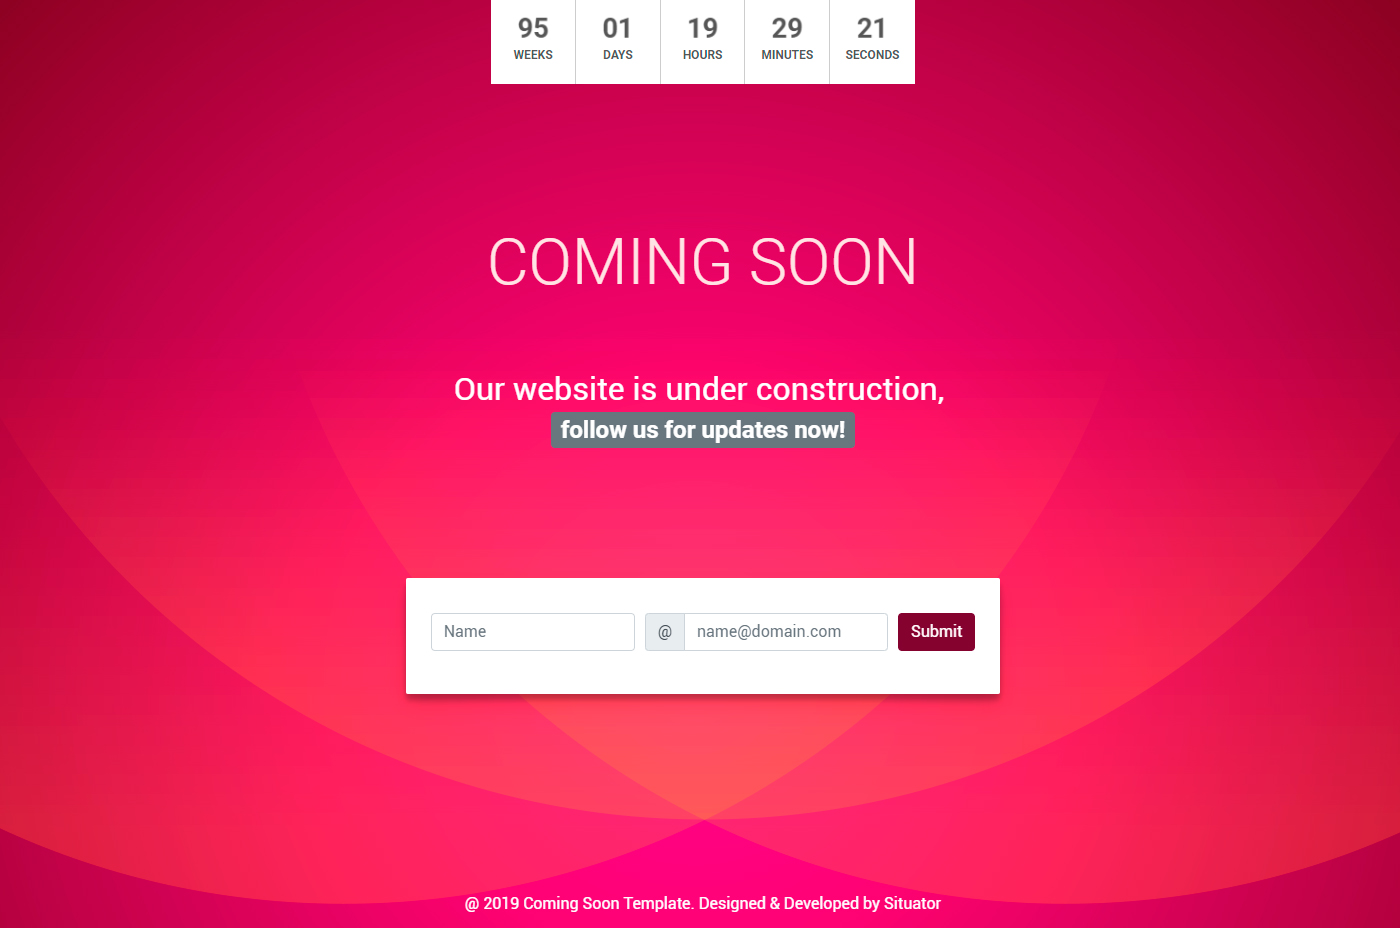 95 01 19 29 21
WEEKS DAYS HOURS MINUTES SECONDS
COMING SOON
Our website is under construction,
follow us for updates now!
Name @ name@domain.com Submit
@ 2019 Coming Soon Template. Designed & Developed by Situator